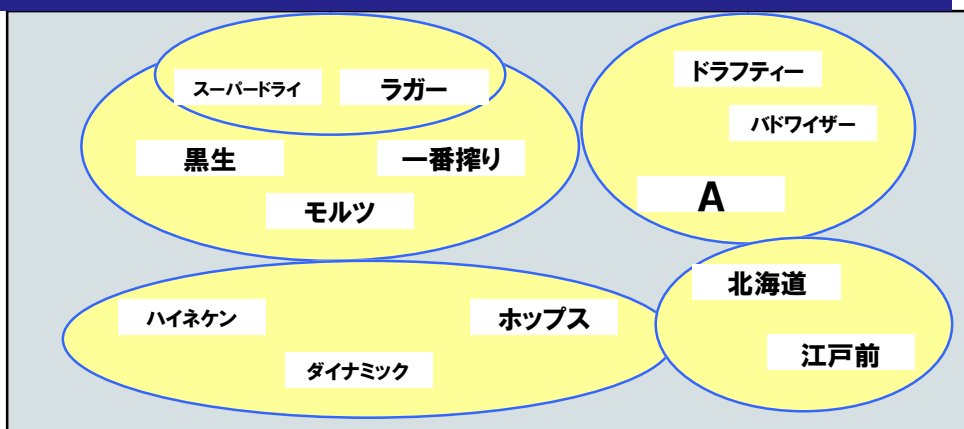 スーパードライ
ラガー
黒生
一番搾り
モルツ
ドラフティー
バドワイザー
A
ハイネケン
ホップス
ダイナミック
北海道
江戸前